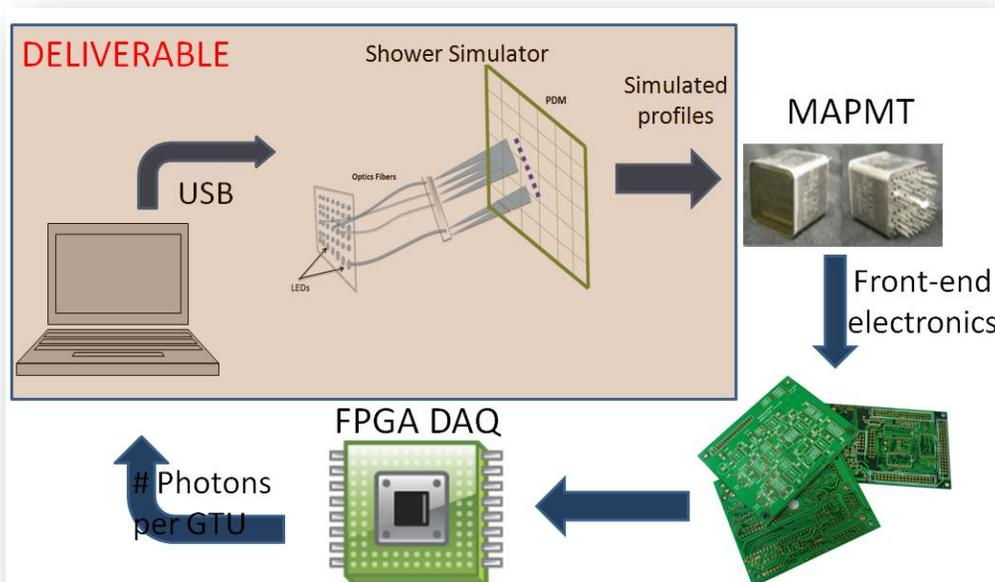 DELIVERABLE
Shower Simulator
PDM
Simulated
profiles
USB
Optics Fibers
LEDs
MAPMT
Front-end
electronics
FPGA DAQ
# Photons
per GTU